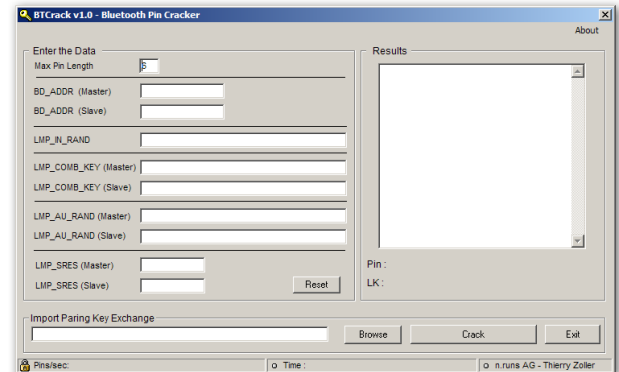 BTCrack v1.0 - Bluetooth Pin Cracker
About
Enter the Data
Max Pin Length
BD_ADDR (Master)
BD_ADDR (Slave)
LMP_IN_RAND
LMP_COMB_KEY (Master)
LMP_COMB_KEY (Slave)
LMP_AU_RAND (Master)
LMP_AU_RAND (Slave)
LMP_SRES (Master)
LMP_SRES (Slave)
Reset
Results
Pin :
LK :
Import Paring Key Exchange
Browse Crack Exit
Pins/sec: o Time : o n.runs AG - Thierry Zoller